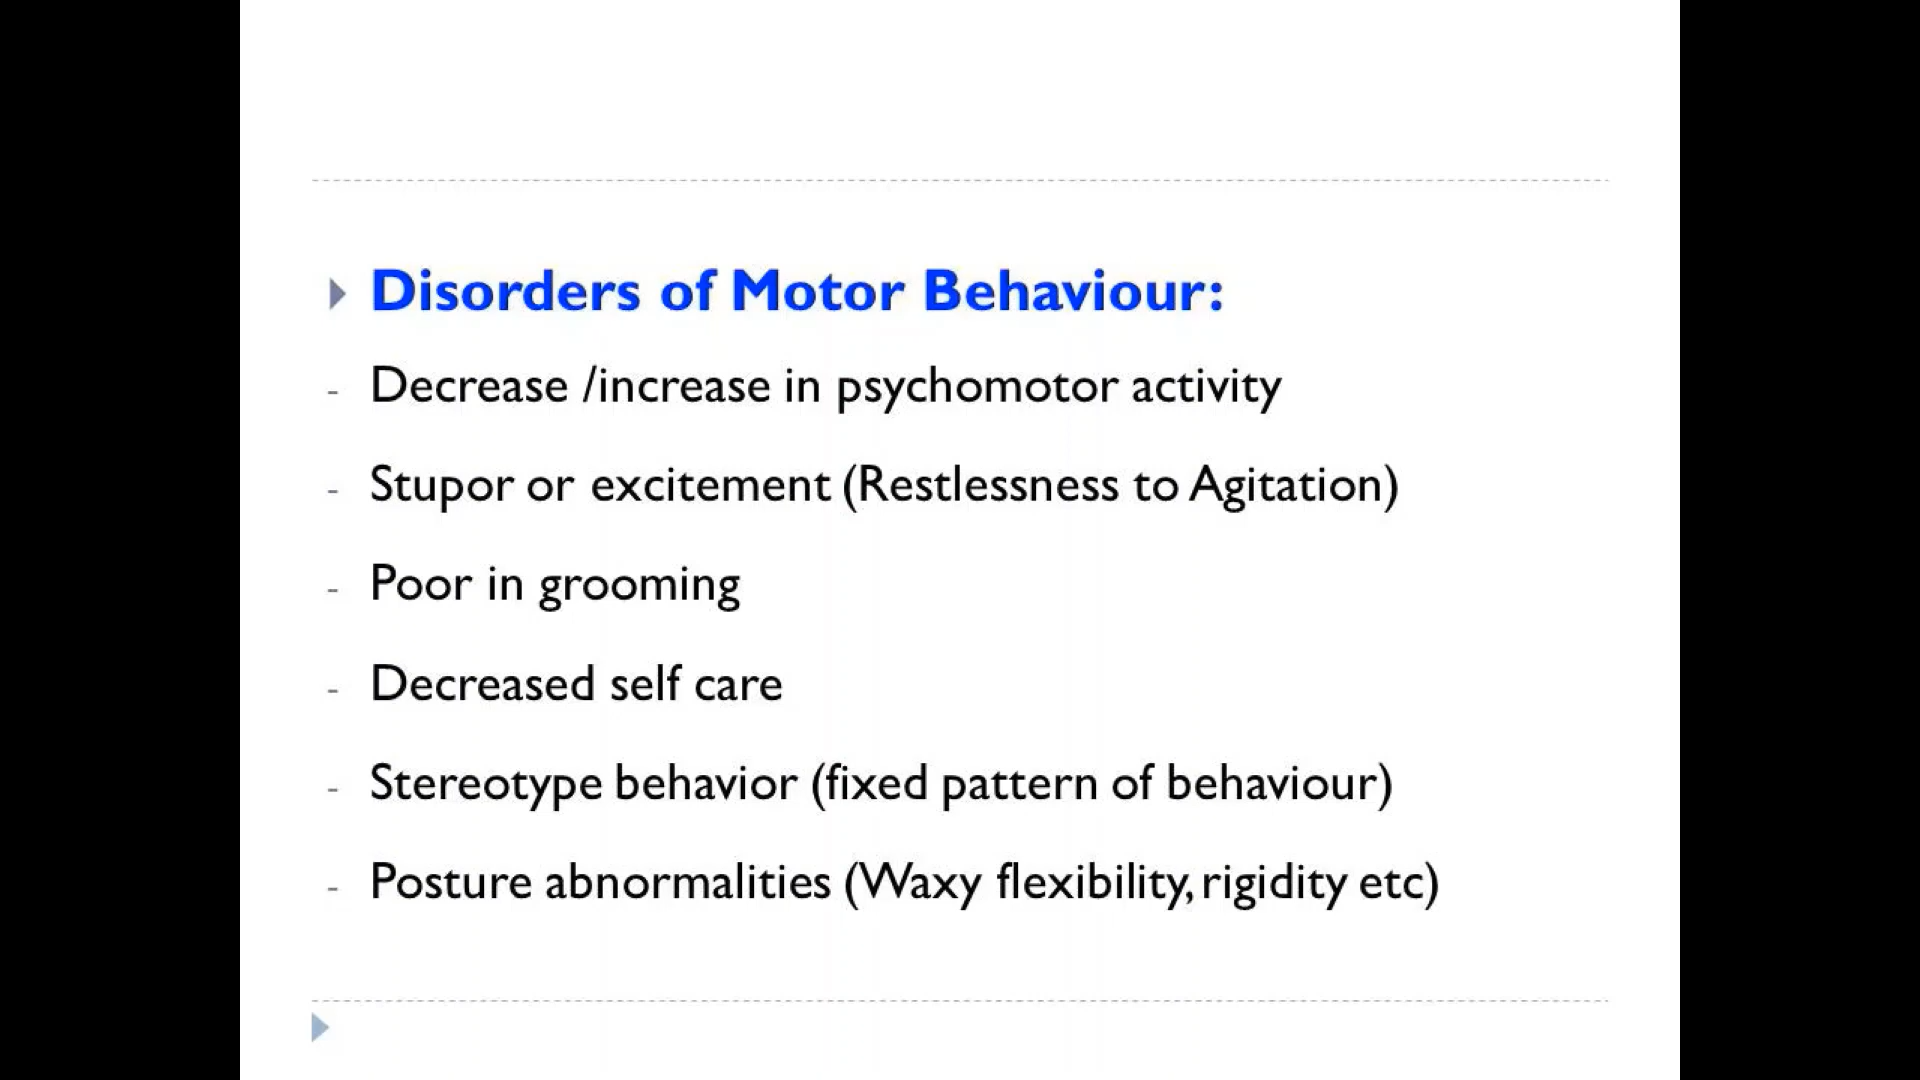 Disorders of Motor Behaviour:
- Decrease /increase in psychomotor activity
- Stupor or excitement (Restlessness to Agitation)
- Poor in grooming
- Decreased self care
- Stereotype behavior (fixed pattern of behaviour)
- Posture abnormalities (Waxy flexibility, rigidity etc)